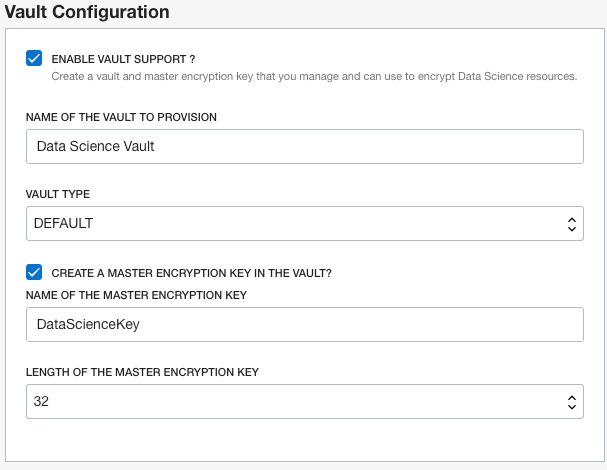 Vault Configuration
ENABLE VAULT SUPPORT ?
Create a vault and master encryption key that you manage and can use to encrypt Data Science resources.
NAME OF THE VAULT TO PROVISION
Data Science Vault
VAULT TYPE
DEFAULT
CREATE A MASTER ENCRYPTION KEY IN THE VAULT?
NAME OF THE MASTER ENCRYPTION KEY
DataScienceKey
LENGTH OF THE MASTER ENCRYPTION KEY
32